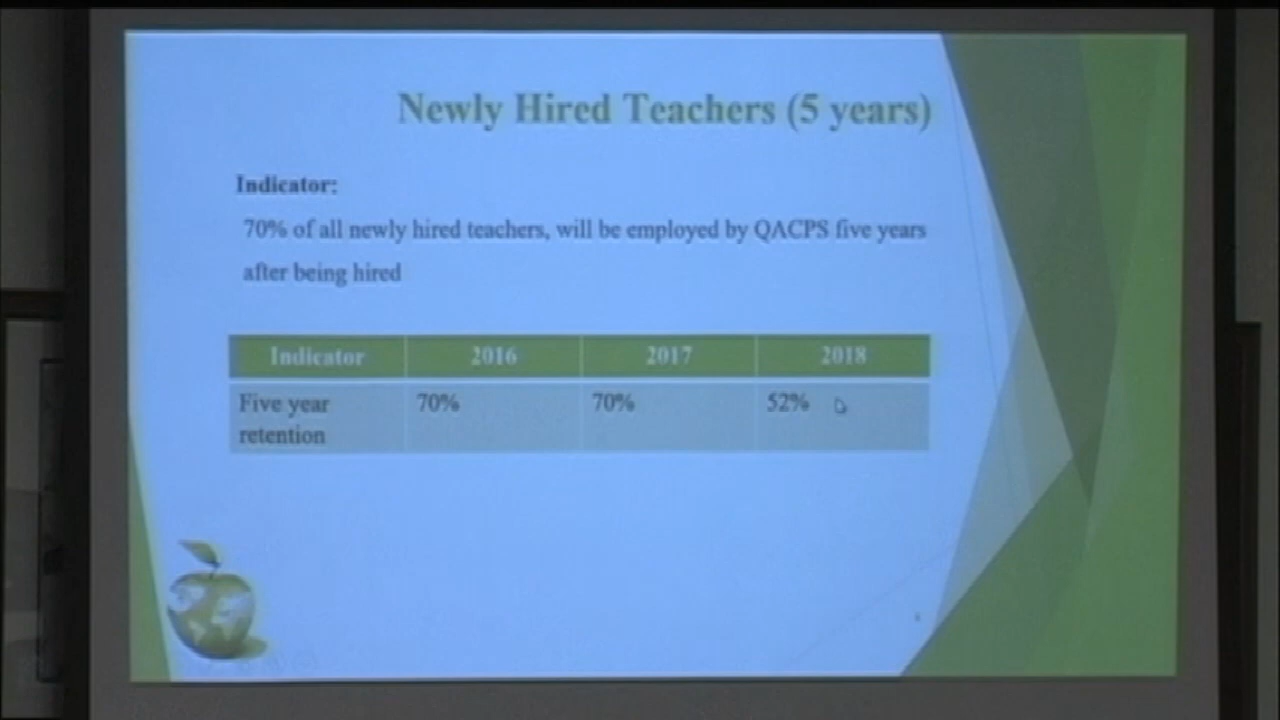 Newly Hired Teachers (5 years)
Indicator:
70% of all newly hired teachers, will be employed by QACPS five years
after being hired
Indicator 2016 2017 2018
Five year 70% 70% 52%
retention